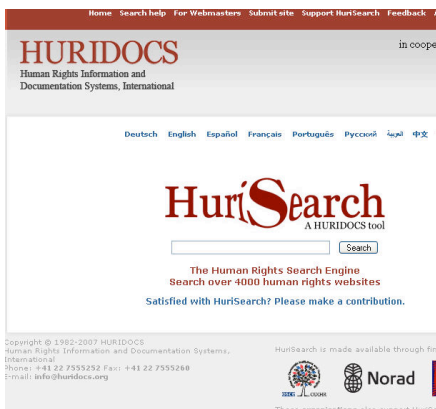 Home Search help For Webmasters Submit site Support HuriSearch Feedback
HURIDOCS
in coope
Human Rights Information and
Documentation Systems, International
Deutsch English Español Français Português Русский العربية 中文
HuriSearch
A HURIDOCS tool
Search
The Human Rights Search Engine
Search over 4000 human rights websites
Satisfied with HuriSearch? Please make a contribution.
Copyright © 1982-2007 HURIDOCS
Human Rights Information and Documentation Systems,
International
Phone: +41 22 7555252 Fax: +41 22 7555260
E-mail: info@huridocs.org
HuriSearch is made available through fin
Norad